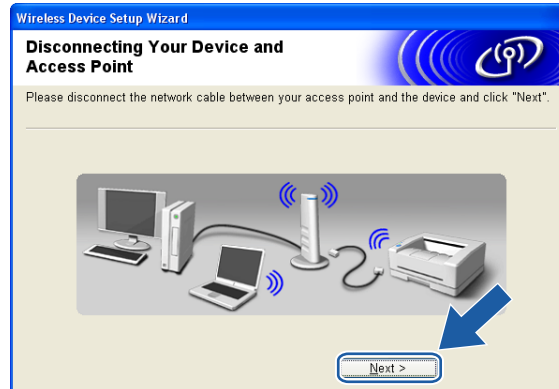 Wireless Device Setup Wizard
Disconnecting Your Device and
Access Point
Please disconnect the network cable between your access point and the device and click "Next".
Next >